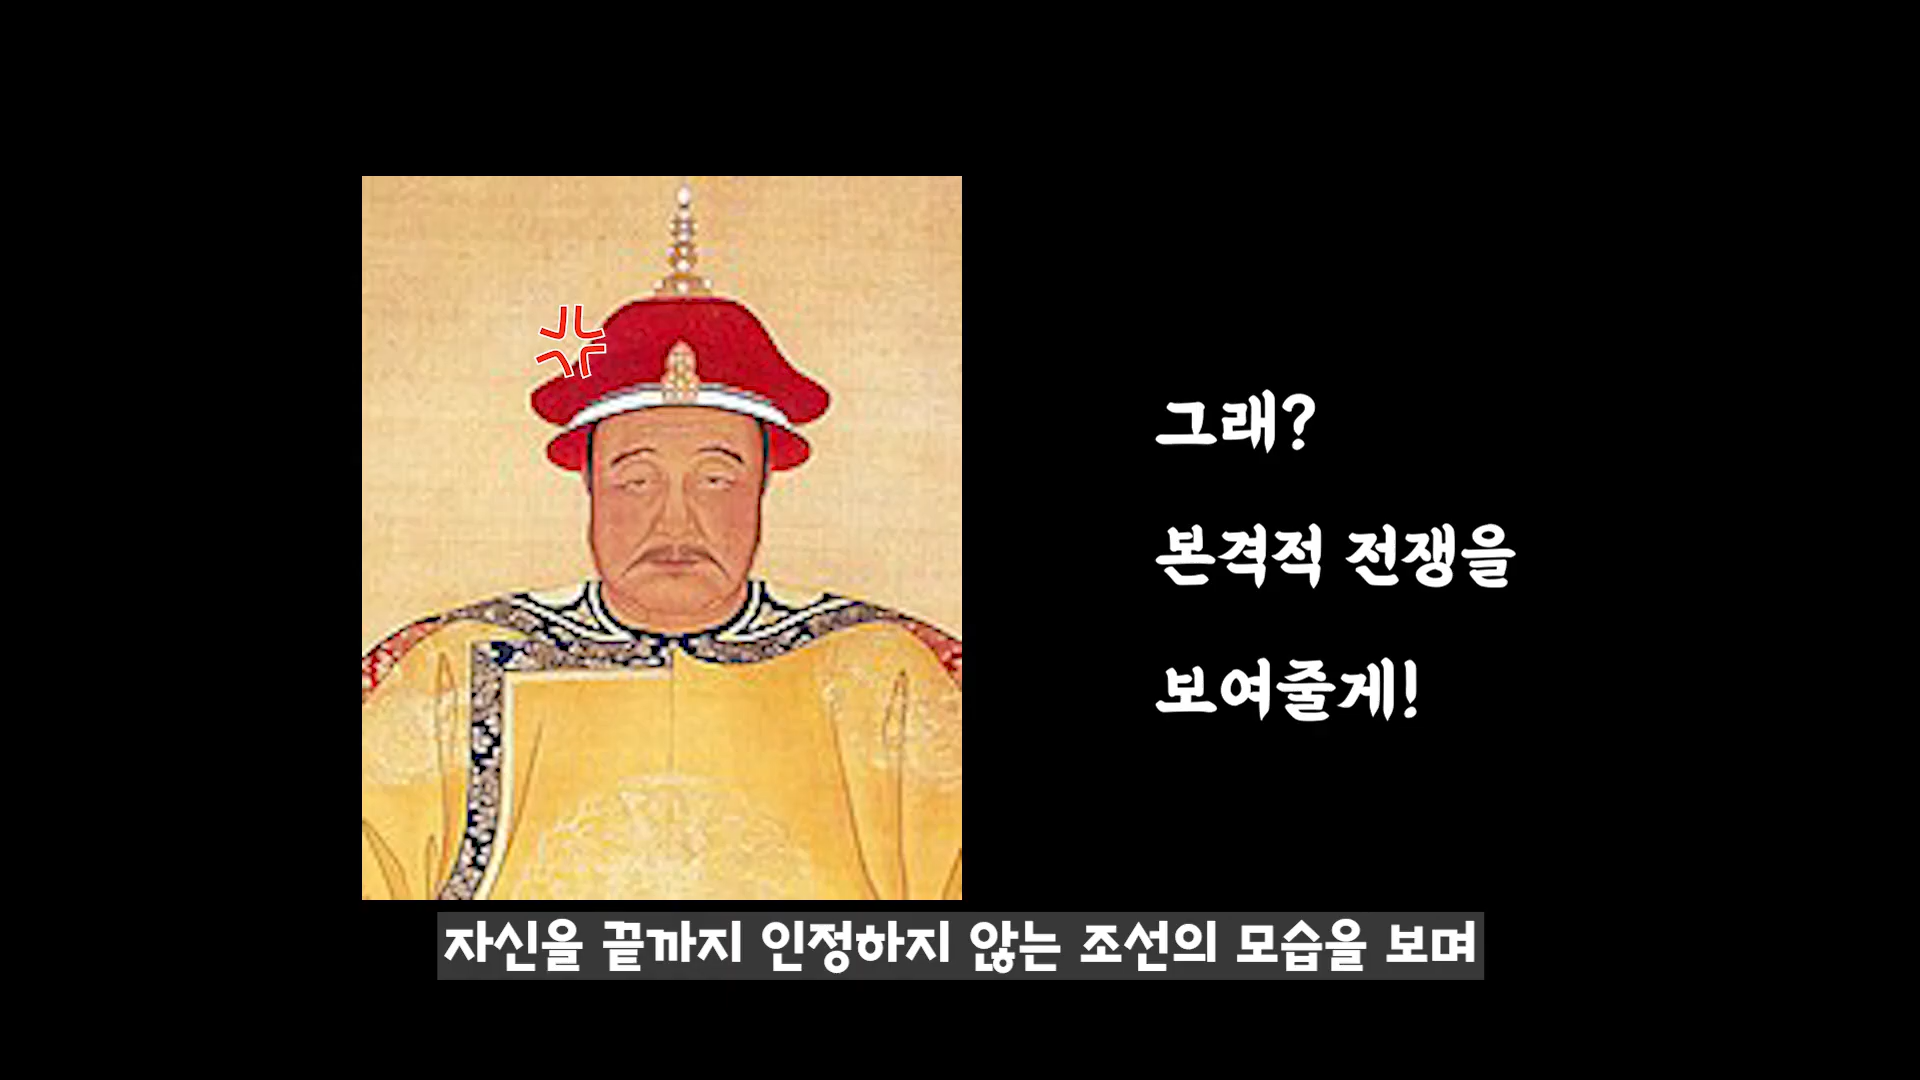 그래?
본격적 전쟁을
보여줄게!
자신을 끝까지 인정하지 않는 조선의 모습을 보며